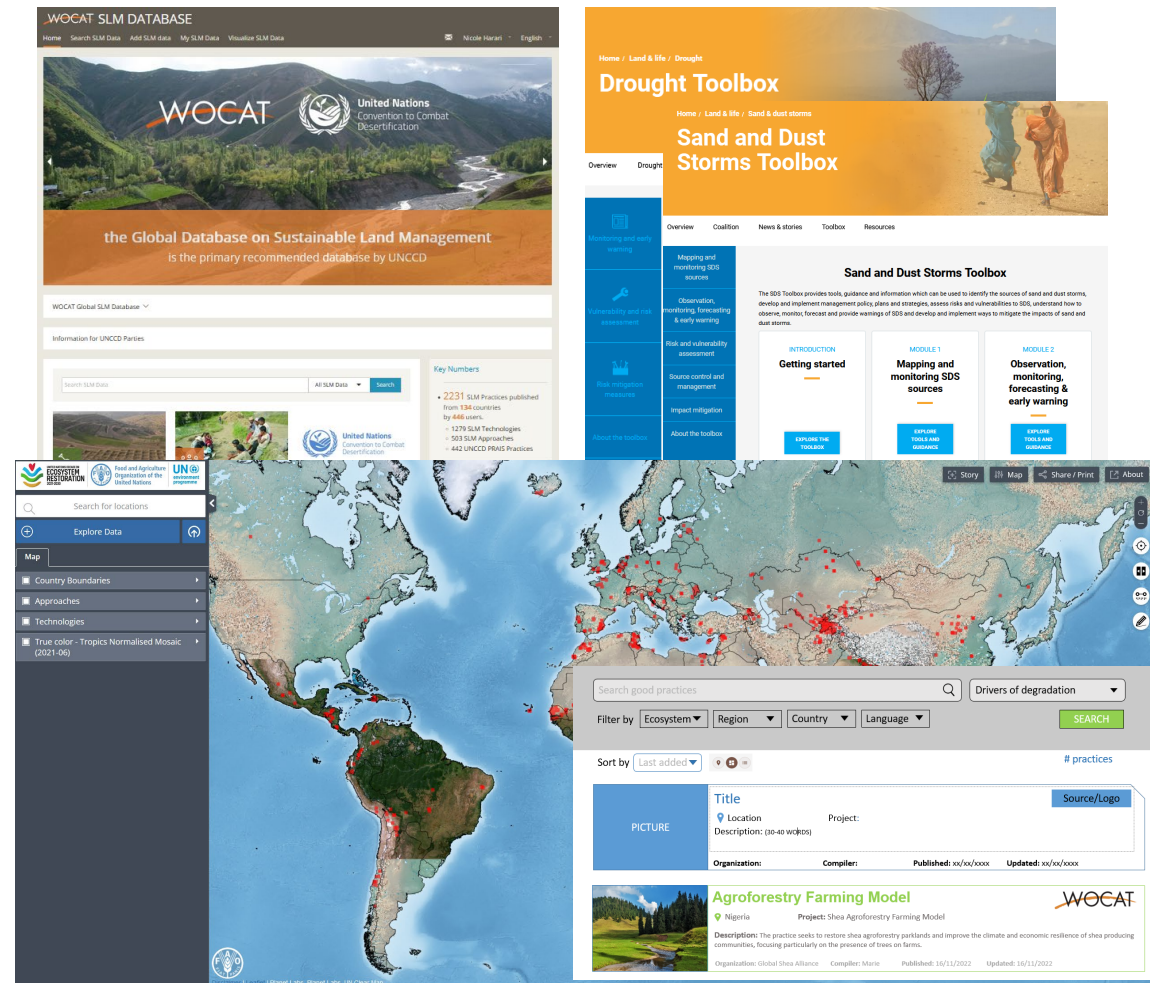 WOCAT SLM DATABASE
Home Search SLM Data Add SLM data My SLM Data Visualize SLM Data Nicole Harari English
WOCAT
United Nations
Convention to Combat
Desertification
the Global Database on Sustainable Land Management
is the primary recommended database by UNCCD
WOCAT Global SLM Database
Information for UNCCD Parties
Search SLM Data All SLM Data Search
United Nations
Convention to Combat
Desertification
Key Numbers
• 2231 SLM Practices published
from 134 countries
by 446 users.
1279 SLM Technologies
503 SLM Approaches
442 UNCCD PRAIS Practices
Home / Land & life / Drought
Drought Toolbox
Overview Drought
Monitoring and early
warning
Vulnerability and risk
assessment
Risk mitigation
measures
About the toolbox
Home / Land & life / Sand & dust storms
Sand and Dust
Storms Toolbox
Overview Coalition News & stories Toolbox Resources
Mapping and
monitoring SDS
sources
Observation,
monitoring, forecasting
& early warning
Risk and vulnerability
assessment
Source control and
management
Impact mitigation
About the toolbox
Sand and Dust Storms Toolbox
The SDS Toolbox provides tools, guidance and information which can be used to identify the sources of sand and dust storms,
develop and implement management policy, plans and strategies, assess risks and vulnerabilities to SDS, understand how to
observe, monitor, forecast and provide warnings of SDS and develop and implement ways to mitigate the impacts of sand and
dust storms.
INTRODUCTION
Getting started
EXPLORE THE
TOOLBOX
MODULE 1
Mapping and
monitoring SDS
sources
EXPLORE
TOOLS AND
GUIDANCE
MODULE 2
Observation,
monitoring,
forecasting &
early warning
EXPLORE
TOOLS AND
GUIDANCE
UNITED NATIONS DECADE ON
ECOSYSTEM
RESTORATION
2021-2030
Food and Agriculture
Organization of the
United Nations
UN
environment
programme
Search for locations
Explore Data
Map
Country Boundaries
Approaches
Technologies
True color - Tropics Normalised Mosaic
(2021-06)
Story Map Share / Print About
FAO
Search good practices Drivers of degradation
Filter by Ecosystem Region Country Language SEARCH
Sort by Last added # practices
PICTURE
Title Source/Logo
Location Project:
Description: (30-40 WORDS)
Organization: Compiler: Published: xx/xx/xxxx Updated: xx/xx/xxxx
Agroforestry Farming Model WOCAT
Nigeria Project: Shea Agroforestry Farming Model
Description: The practice seeks to restore shea agroforestry parklands and improve the climate and economic resilience of shea producing
communities, focusing particularly on the presence of trees on farms.
Organization: Global Shea Alliance Compiler: Marie Published: 16/11/2022 Updated: 16/11/2022